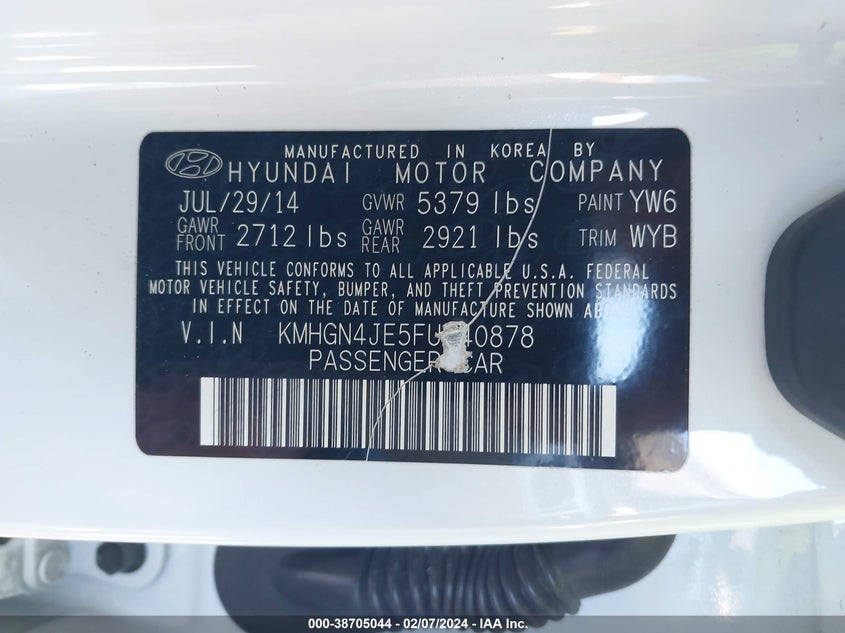 MANUFACTURED IN KOREA BY
HYUNDAI MOTOR COMPANY
JUL/29/14 GVWR 5379 lbs PAINT YW6
GAWR FRONT 2712 lbs GAWR REAR 2921 lbs TRIM WYB
THIS VEHICLE CONFORMS TO ALL APPLICABLE U.S.A. FEDERAL
MOTOR VEHICLE SAFETY, BUMPER, AND THEFT PREVENTION STANDARDS
IN EFFECT ON THE DATE OF MANUFACTURE SHOWN ABOVE.
V.I.N
PASSENGER CAR
000-38705044 — 02/07/2024 - IAA Inc.